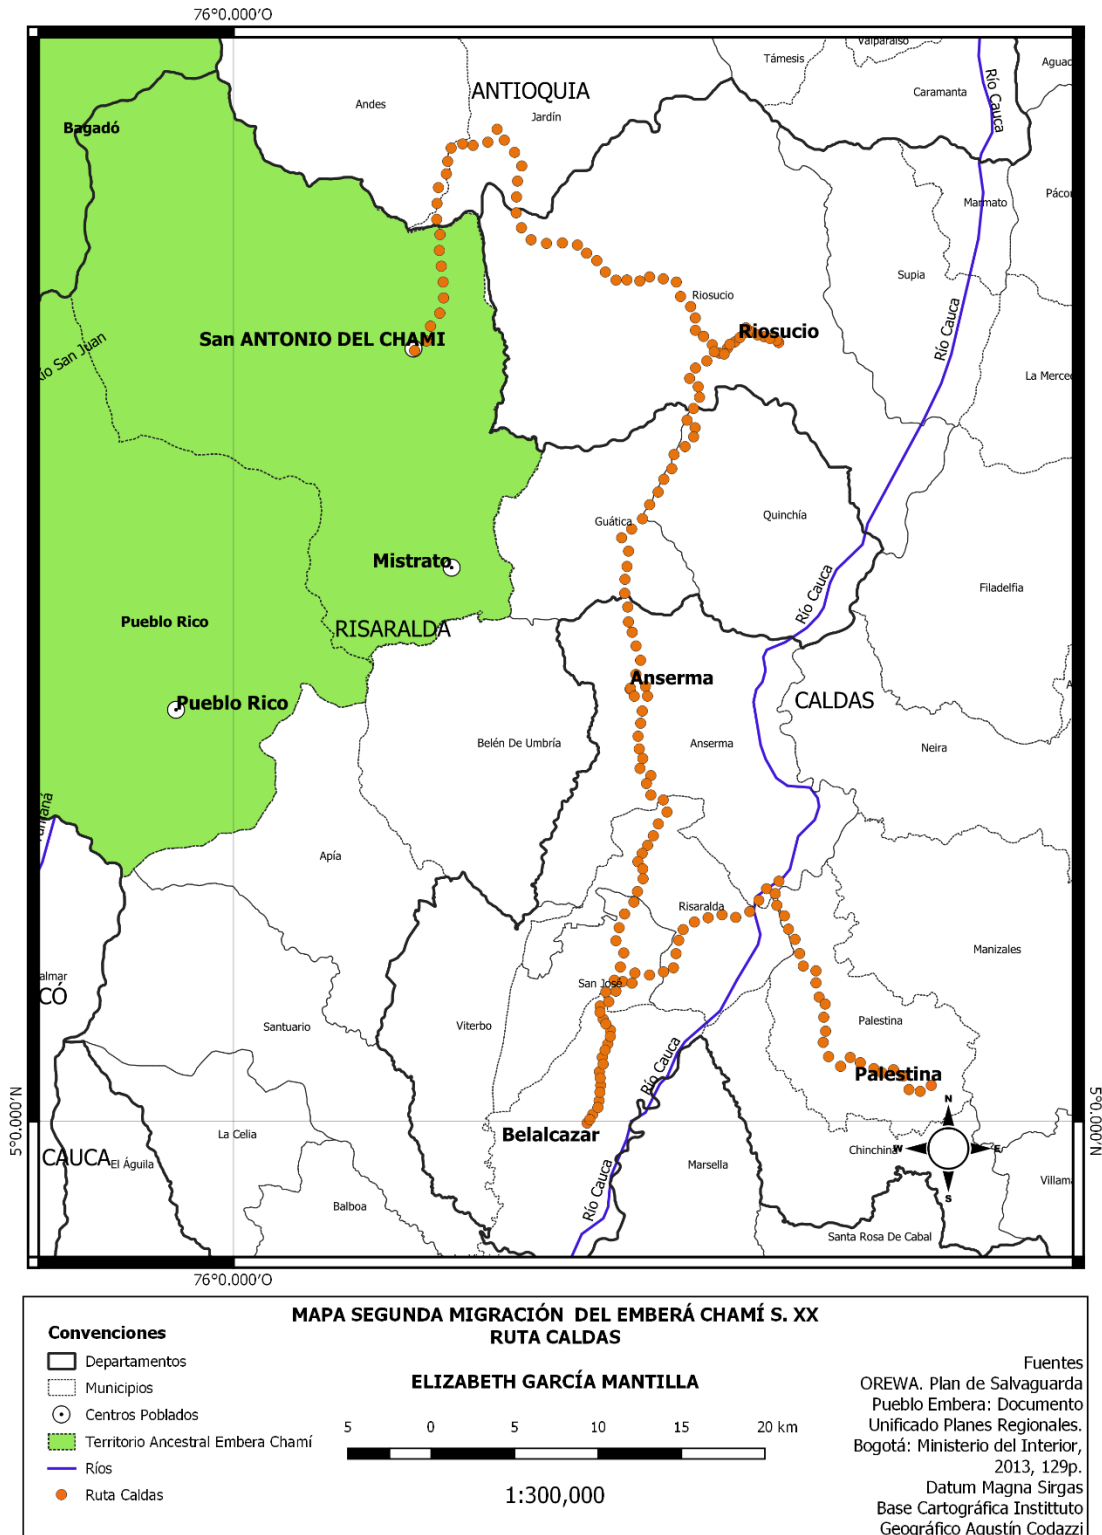 76°0.000'O
Támesis
Valparaíso
Aguad
ANTIOQUIA
Andes
Jardín
Caramanta
Río Cauca
Bagadó
Marmato
Pácor
Supia
Riosucio
Río Cauca
San ANTONIO DEL CHAMI
Riosucio
Río San Juan
La Merced
Guática
Quinchía
Mistrato
Filadelfia
Río Cauca
Pueblo Rico
RISARALDA
Anserma
Pueblo Rico
CALDAS
Belén De Umbría
Anserma
Neira
Apía
Risaralda
Manizales
almar
CÓ
San José
Santuario
Viterbo
Palestina
Río Cauca
Palestina
N
5°0.000'N
5°0.000'N
La Celia
Belalcazar
CAUCA
El Águila
Marsella
Chinchiná
W
E
Villama
Río Cauca
S
Balboa
Santa Rosa De Cabal
76°0.000'O
MAPA SEGUNDA MIGRACIÓN DEL EMBERÁ CHAMÍ S. XX
RUTA CALDAS
ELIZABETH GARCÍA MANTILLA
Convenciones
Departamentos
Municipios
Centros Poblados
Territorio Ancestral Embera Chamí
Ríos
Ruta Caldas
5 0 5 10 15 20 km
1:300,000
Fuentes
OREWA. Plan de Salvaguarda
Pueblo Embera: Documento
Unificado Planes Regionales.
Bogotá: Ministerio del Interior,
2013, 129p.
Datum Magna Sirgas
Base Cartográfica Instituto
Geográfico Agustín Codazzi